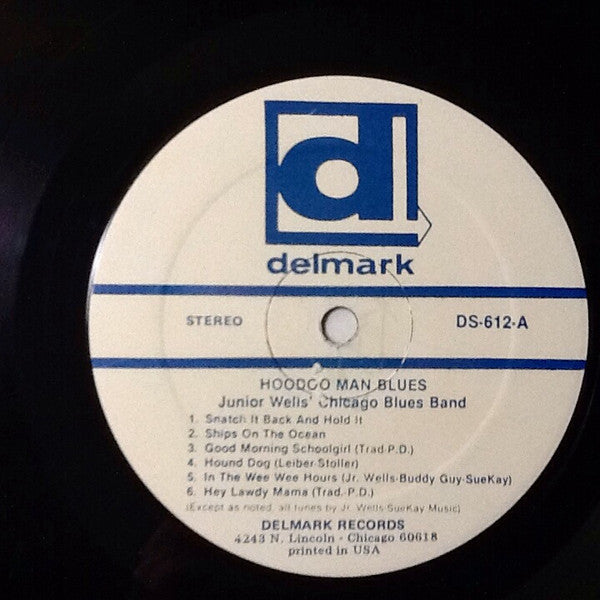 d
delmark
STEREO DS-612-A
HOODOO MAN BLUES
Junior Wells' Chicago Blues Band
1. Snatch It Back And Hold It
2. Ships On The Ocean
3. Good Morning Schoolgirl (Trad-P.D.)
4. Hound Dog (Leiber-Stoller)
5. In The Wee Wee Hours (Jr. Wells-Buddy Guy-SueKay)
6. Hey Lawdy Mama (Trad.-P.D.)
(Except as noted, all tunes by Jr. Wells-SueKay Music)
DELMARK RECORDS
4243 N. Lincoln - Chicago 60618
printed in USA